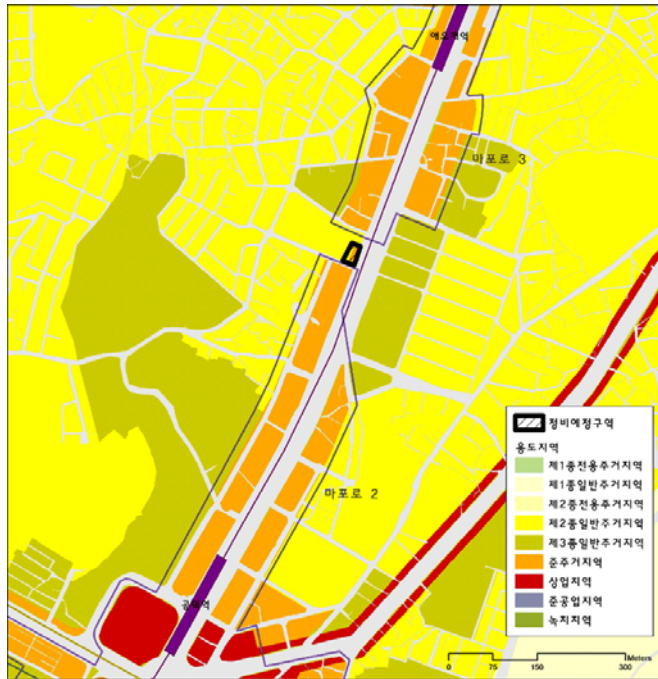 애오개역
마포로 3
마포로 2
공덕역
정비예정구역
용도지역
제1종전용주거지역
제1종일반주거지역
제2종전용주거지역
제2종일반주거지역
제3종일반주거지역
준주거지역
상업지역
준공업지역
녹지지역
Meters
0 75 150 300